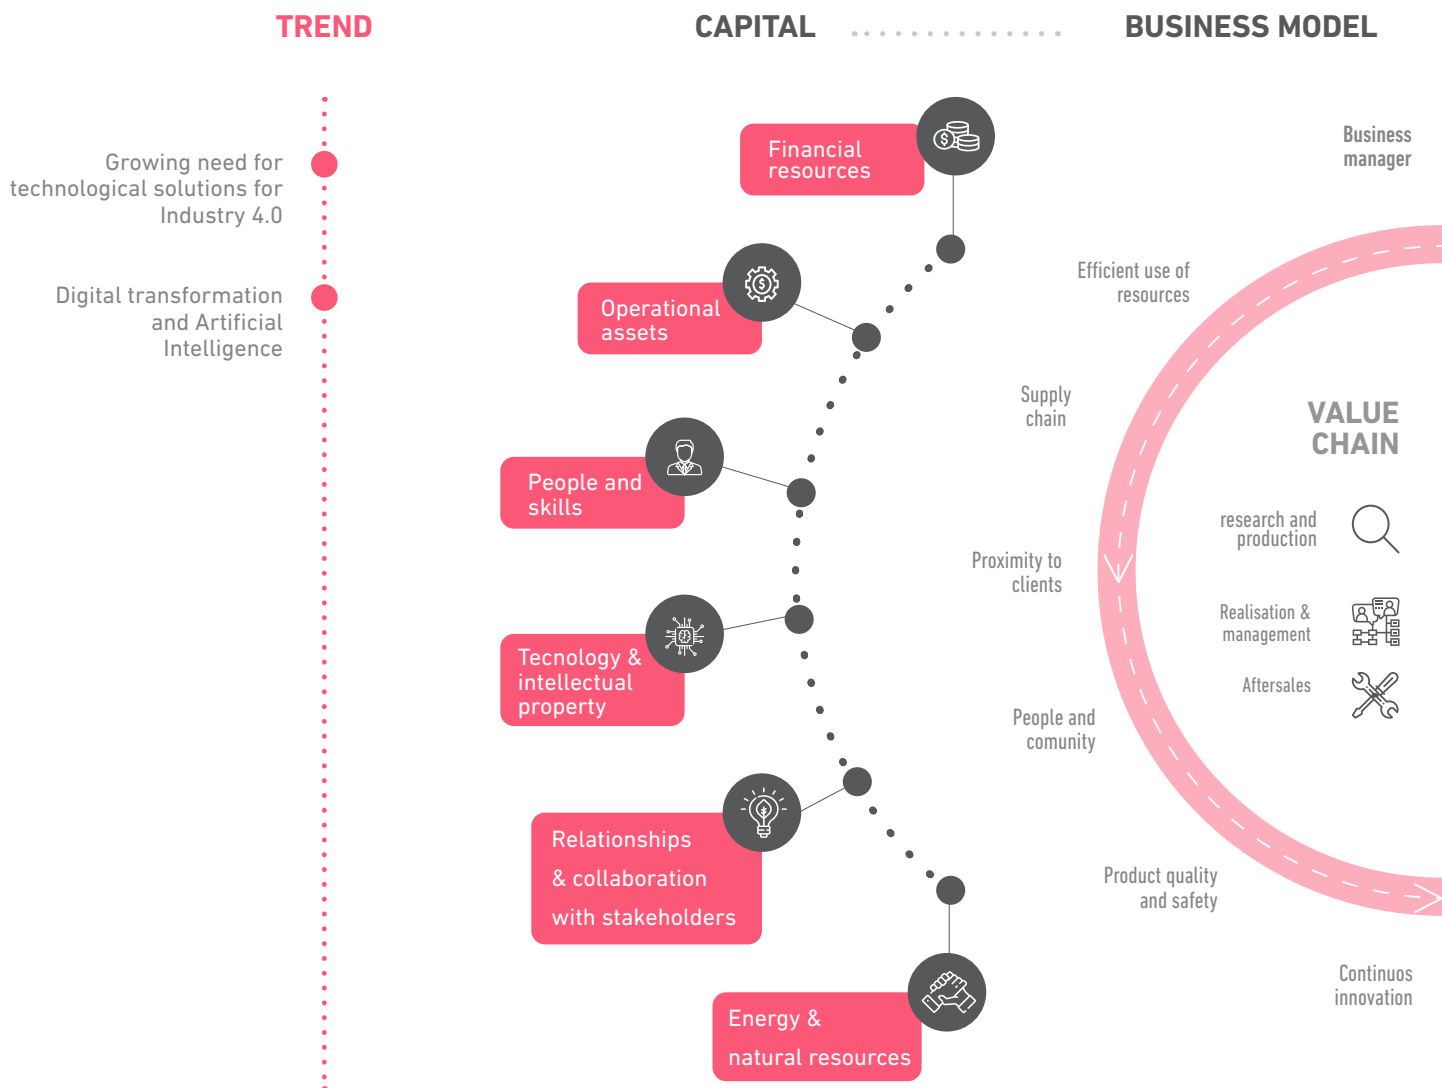 TREND
CAPITAL
BUSINESS MODEL
Growing need for
technological solutions for
Industry 4.0
Digital transformation
and Artificial
Intelligence
Financial
resources
Operational
assets
People and
skills
Tecnology &
intellectual
property
Relationships
& collaboration
with stakeholders
Energy &
natural resources
Business
manager
Efficient use of
resources
Supply
chain
Proximity to
clients
People and
comunity
Product quality
and safety
Continuos
innovation
VALUE
CHAIN
research and
production
Realisation &
management
Aftersales